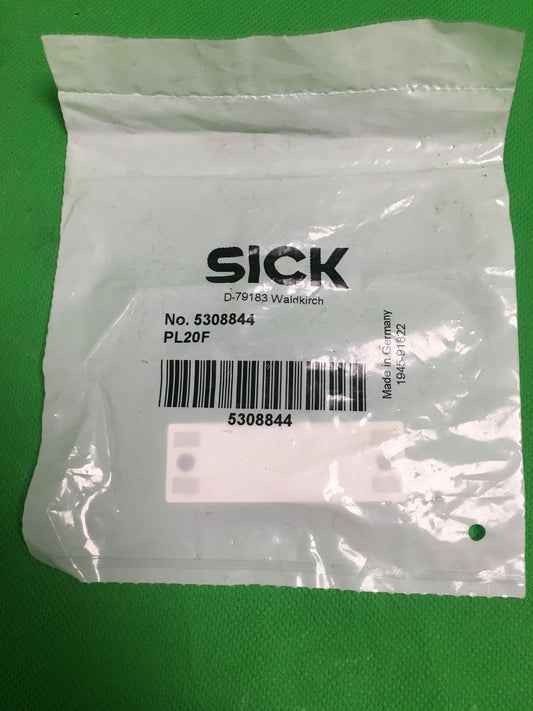 SICK
D-79183 Waldkirch
No. 5308844
PL20F
Made in Germany
1945-91622
5308844